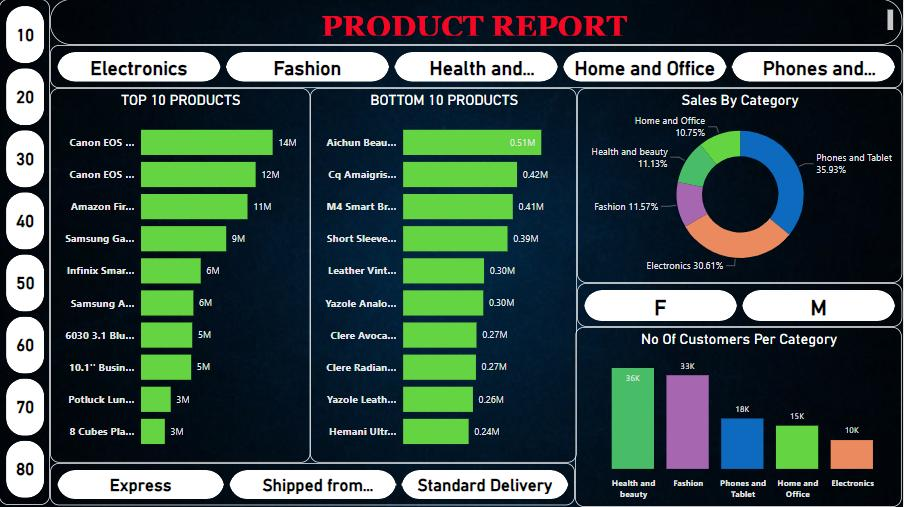 PRODUCT REPORT
10
20
30
40
50
60
70
80
Electronics
Fashion
Health and...
Home and Office
Phones and...
TOP 10 PRODUCTS
Canon EOS ... 14M
Canon EOS ... 12M
Amazon Fir... 11M
Samsung Ga... 9M
Infinix Smar... 6M
Samsung A... 6M
6030 3.1 Blu... 5M
10.1'' Busin... 5M
Potluck Lun... 3M
8 Cubes Pla... 3M
BOTTOM 10 PRODUCTS
Aichun Beau... 0.51M
Cq Amaigris... 0.42M
M4 Smart Br... 0.41M
Short Sleeve... 0.39M
Leather Vint... 0.30M
Yazole Analo... 0.30M
Clere Avoca... 0.27M
Clere Radian... 0.27M
Yazole Leath... 0.26M
Hemani Ultr... 0.24M
Sales By Category
Home and Office
10.75%
Health and beauty
11.13%
Phones and Tablet
35.93%
Fashion 11.57%
Electronics 30.61%
F
M
No Of Customers Per Category
36K
33K
18K
15K
10K
Health and
beauty
Fashion
Phones and
Tablet
Home and
Office
Electronics
Express
Shipped from...
Standard Delivery